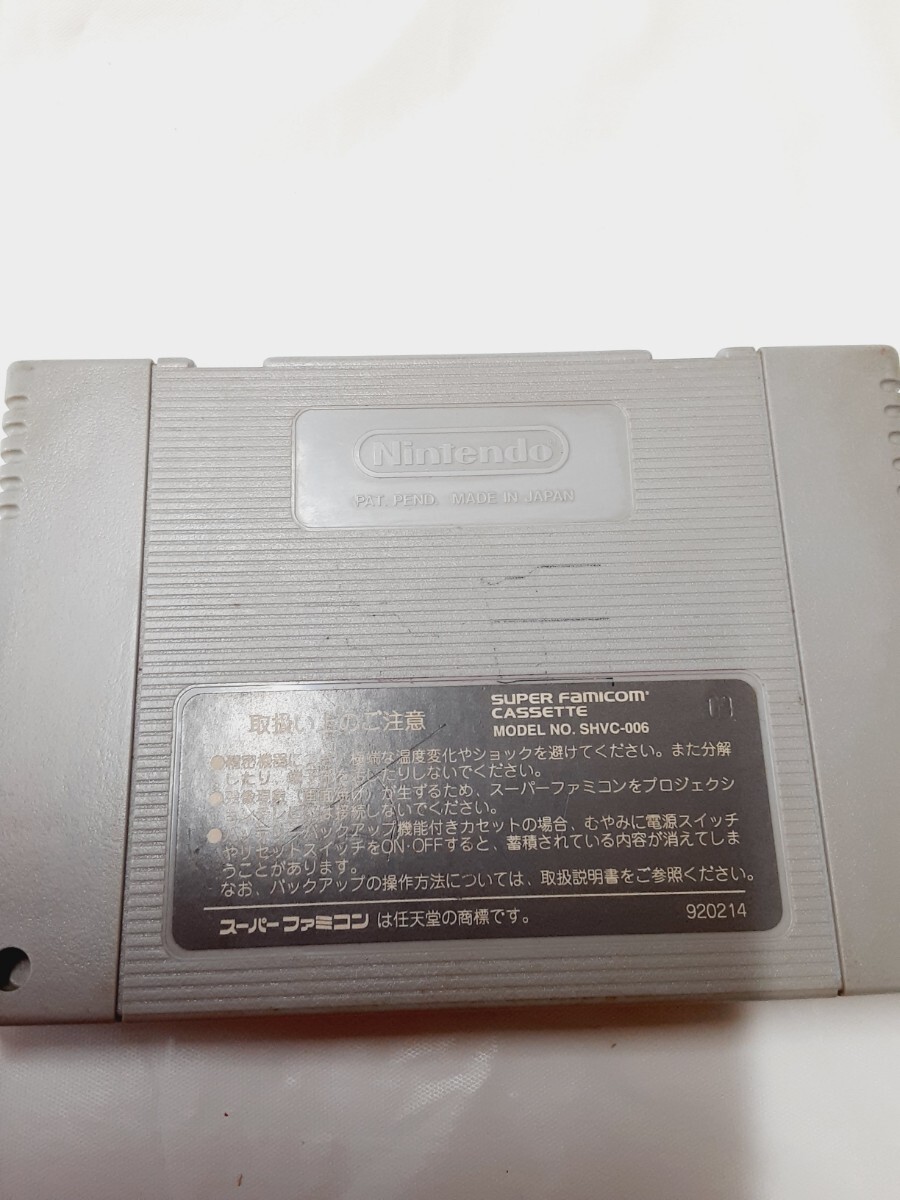 Nintendo
PAT. PEND. MADE IN JAPAN
取扱い上のご注意
SUPER FAMICOM
CASSETTE
MODEL NO. SHVC-006
●精密機器に な温度変化やショックを避けてください。また分解
したり、 たりしないでください。
● が生ずるため、スーパーファミコンをプロジェクシ
接続しないでください。
● バックアップ機能付きカセットの場合、むやみに電源スイッチ
やリセットスイッチをON・OFFすると、蓄積されている内容が消えてしま
うことがあります。
なお、バックアップの操作方法については、取扱説明書をご参照ください。
スーパーファミコン は任天堂の商標です。
920214